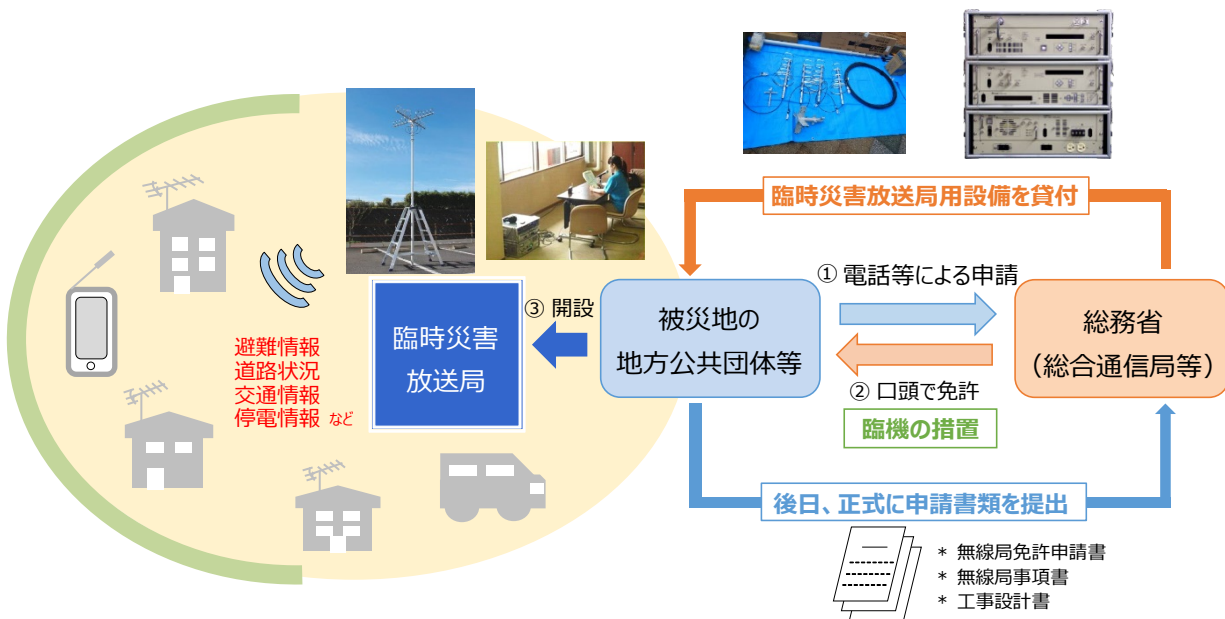 臨時災害放送局用設備を貸付
① 電話等による申請
③ 開設
被災地の
地方公共団体等
総務省
（総合通信局等）
臨時災害
放送局
避難情報
道路状況
交通情報
停電情報 など
② 口頭で免許
臨機の措置
後日、正式に申請書類を提出
* 無線局免許申請書
* 無線局事項書
* 工事設計書